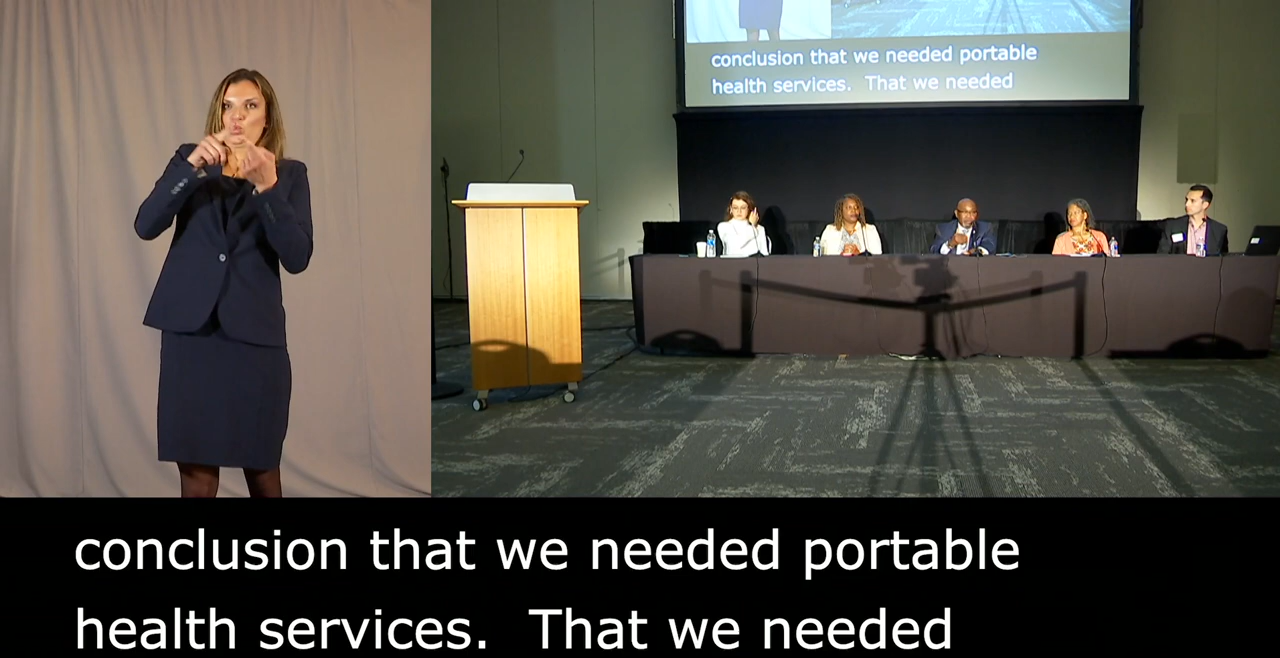 conclusion that we needed portable
health services.  That we needed
conclusion that we needed portable
health services.  That we needed